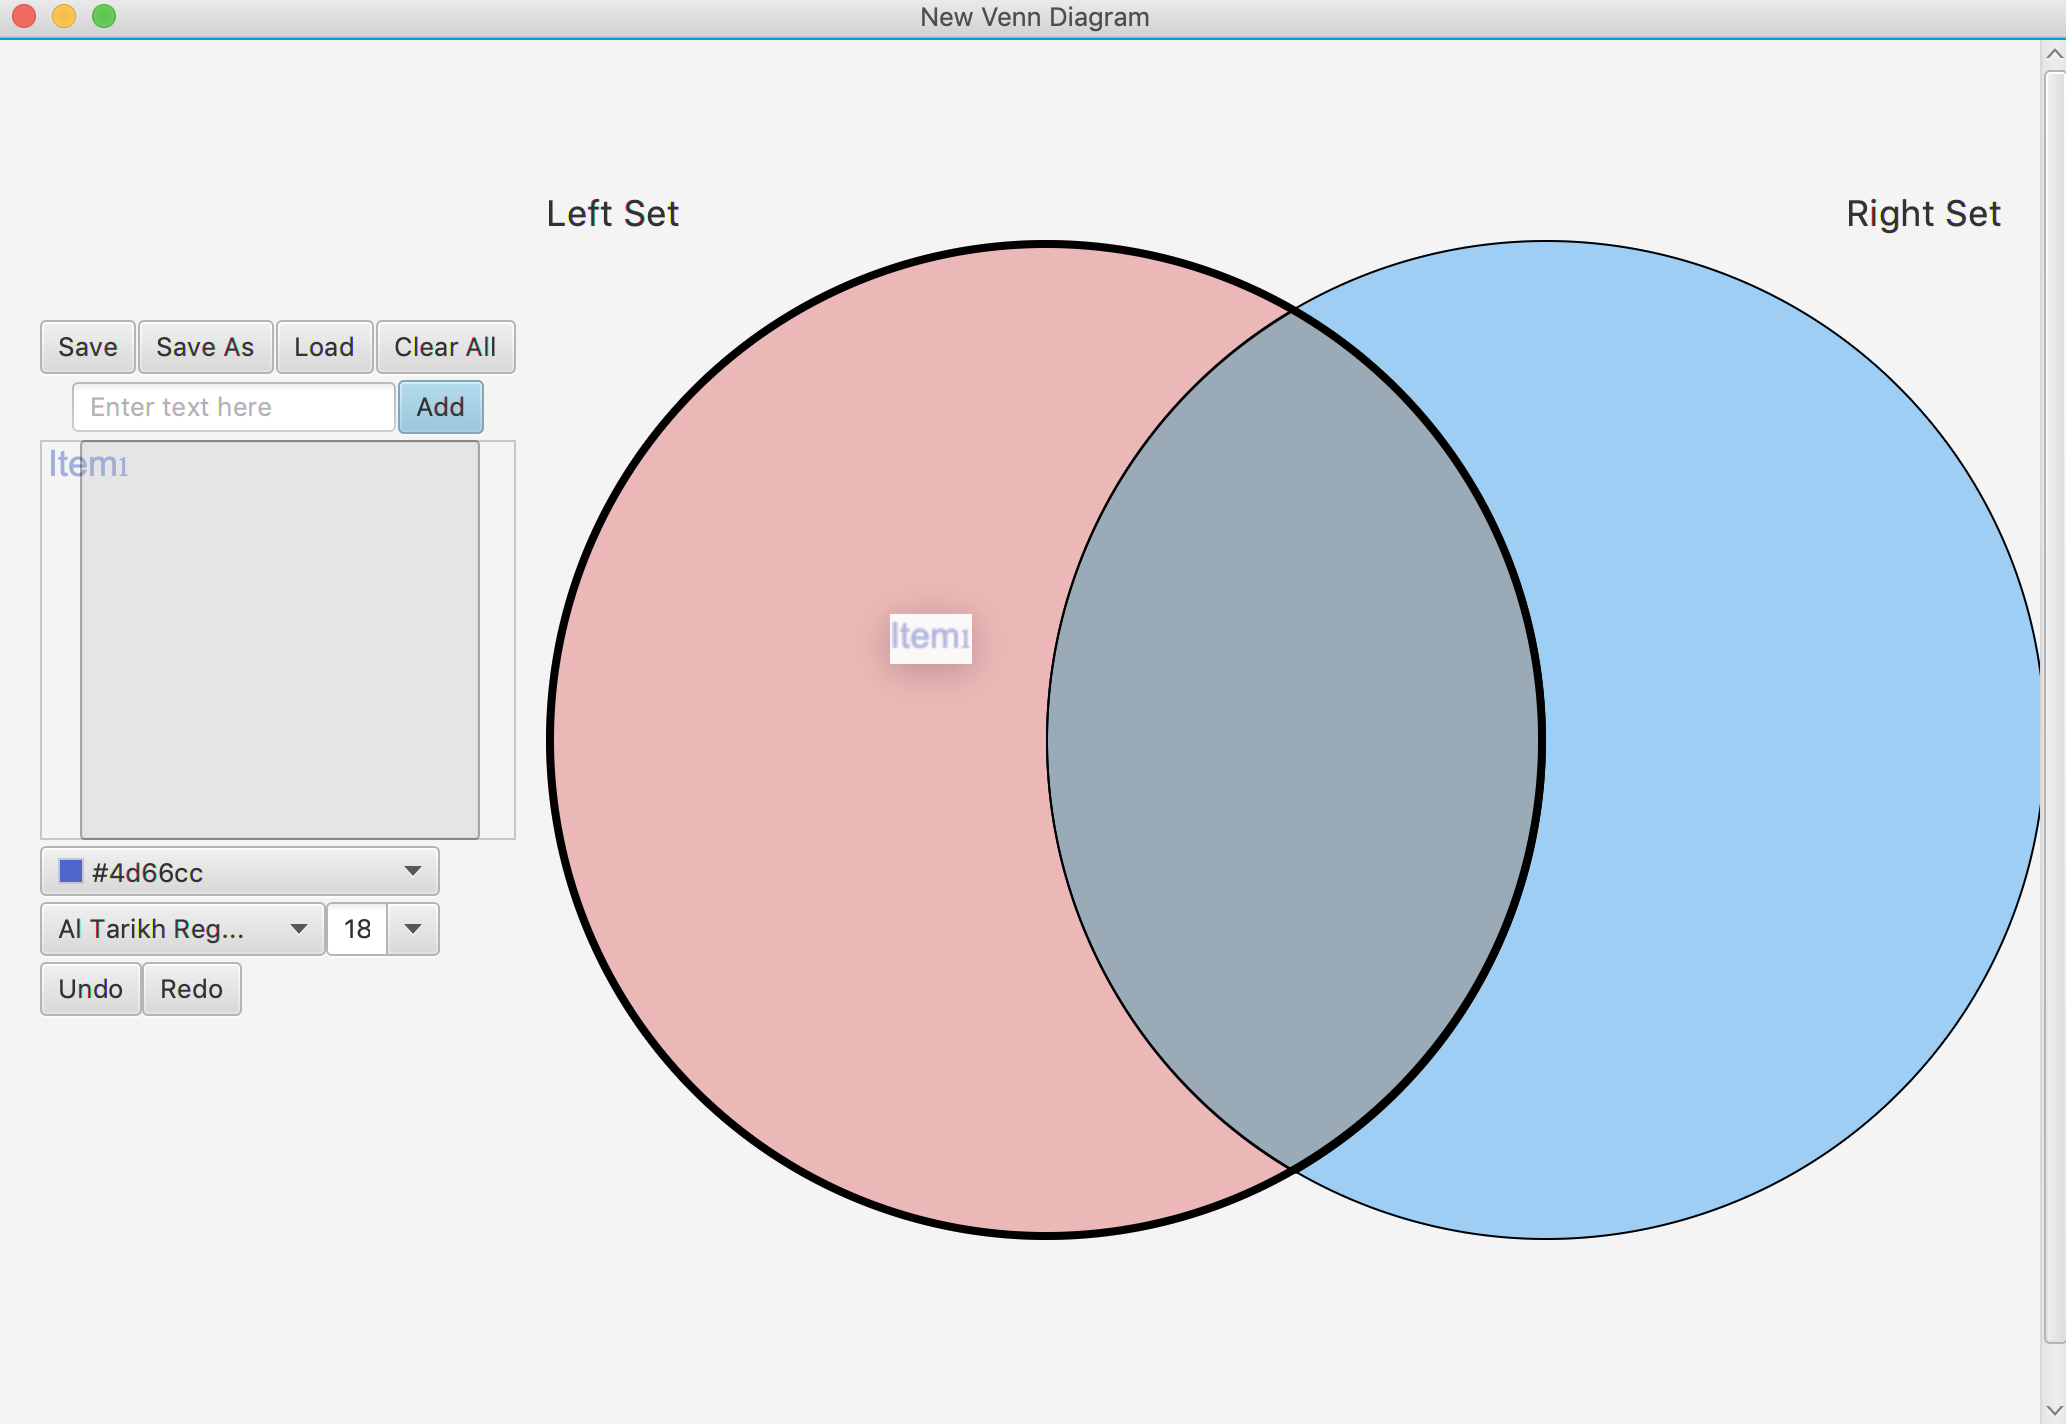 New Venn Diagram
Left Set
Right Set
Save Save As Load Clear All
Enter text here Add
Item1
Item1
#4d66cc
Al Tarikh Reg... 18
Undo Redo